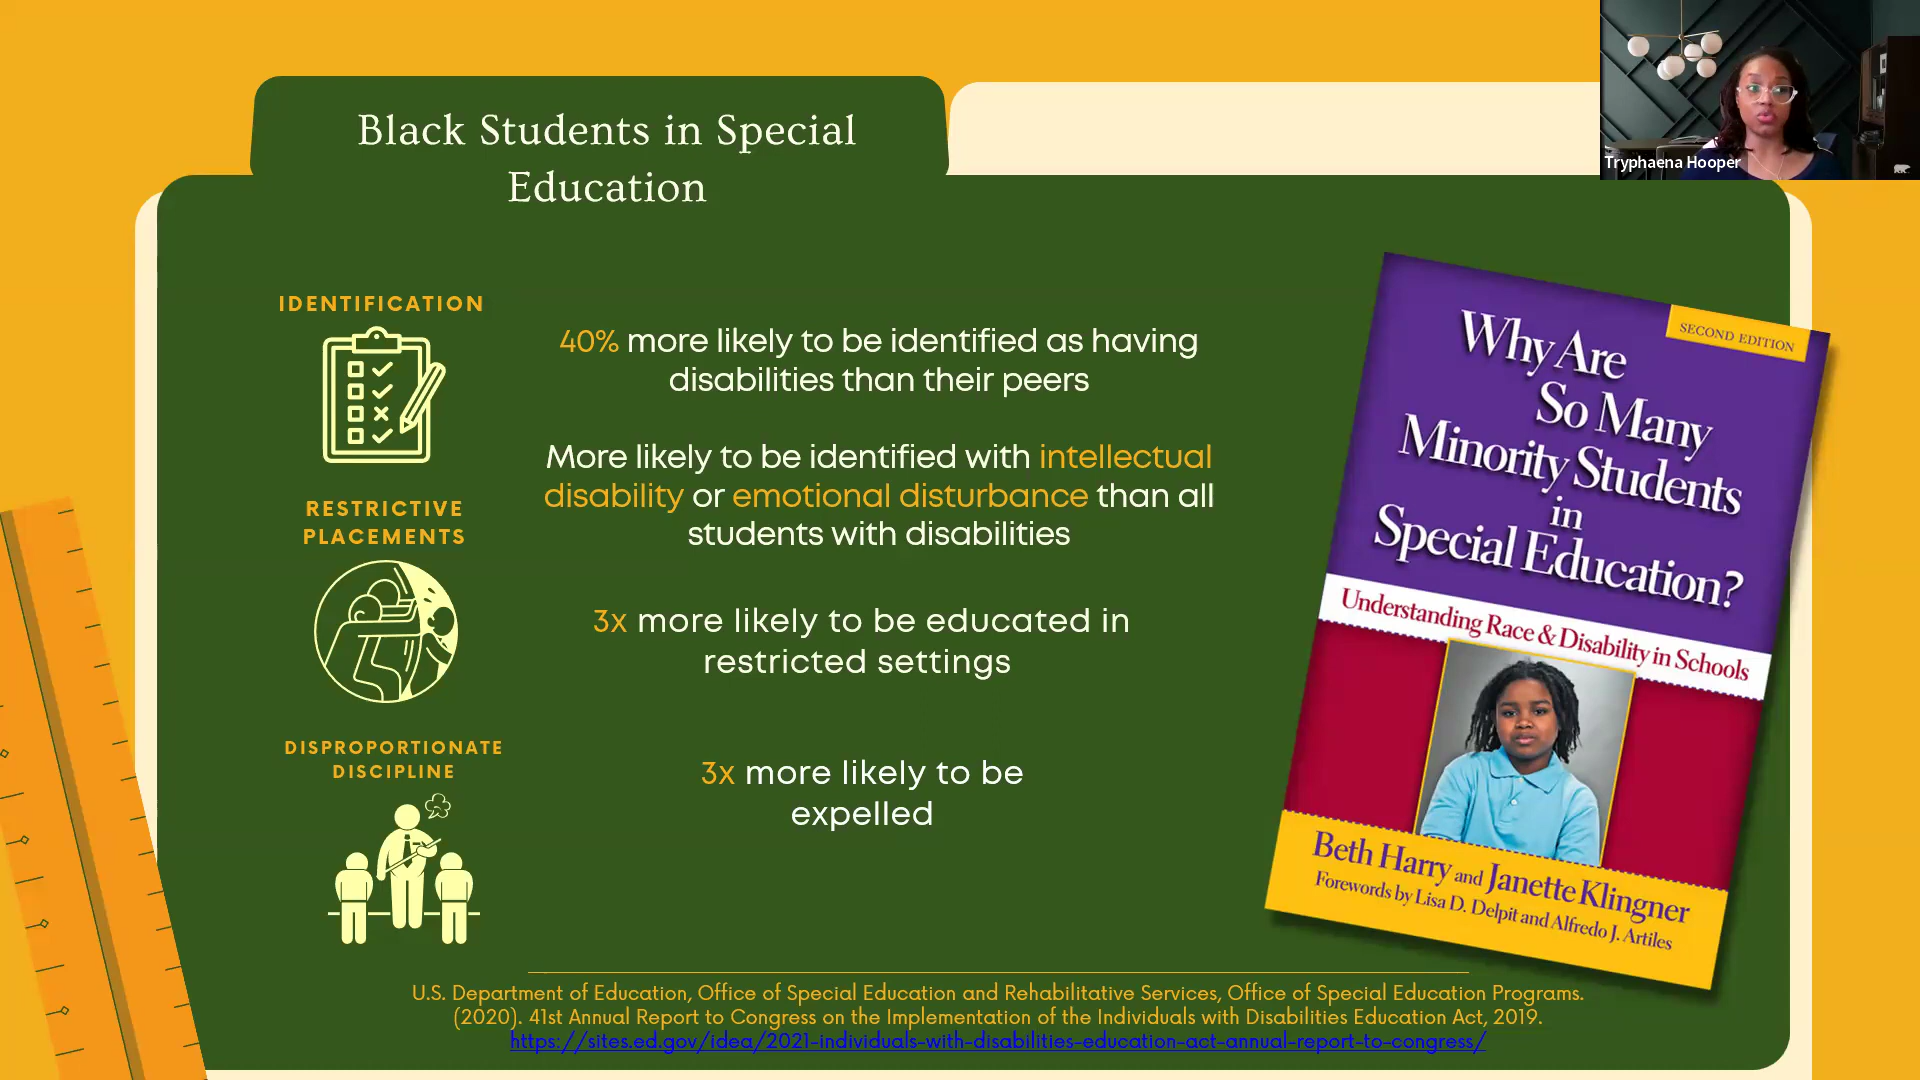 Black Students in Special
Education
Tryphaena Hooper
IDENTIFICATION
40% more likely to be identified as having
disabilities than their peers
More likely to be identified with intellectual
disability or emotional disturbance than all
students with disabilities
RESTRICTIVE
PLACEMENTS
3x more likely to be educated in
restricted settings
DISPROPORTIONATE
DISCIPLINE
3x more likely to be
expelled
SECOND EDITION
Why Are
So Many
Minority Students
in
Special Education?
Understanding Race & Disability in Schools
Beth Harry and Janette Klingner
Forewords by Lisa D. Delpit and Alfredo J. Artiles
U.S. Department of Education, Office of Special Education and Rehabilitative Services, Office of Special Education Programs.
(2020). 41st Annual Report to Congress on the Implementation of the Individuals with Disabilities Education Act, 2019.
https://sites.ed.gov/idea/2021-individuals-with-disabilities-education-act-annual-report-to-congress/